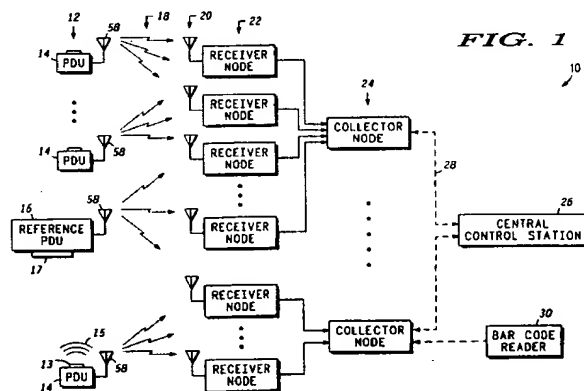 FIG. 1
10
12
58
18
20
22
14
PDU
RECEIVER
NODE
24
RECEIVER
NODE
COLLECTOR
NODE
14
PDU
58
RECEIVER
NODE
28
16
58
REFERENCE
PDU
17
RECEIVER
NODE
26
CENTRAL
CONTROL
STATION
15
13
14
PDU
58
RECEIVER
NODE
RECEIVER
NODE
COLLECTOR
NODE
30
BAR CODE
READER